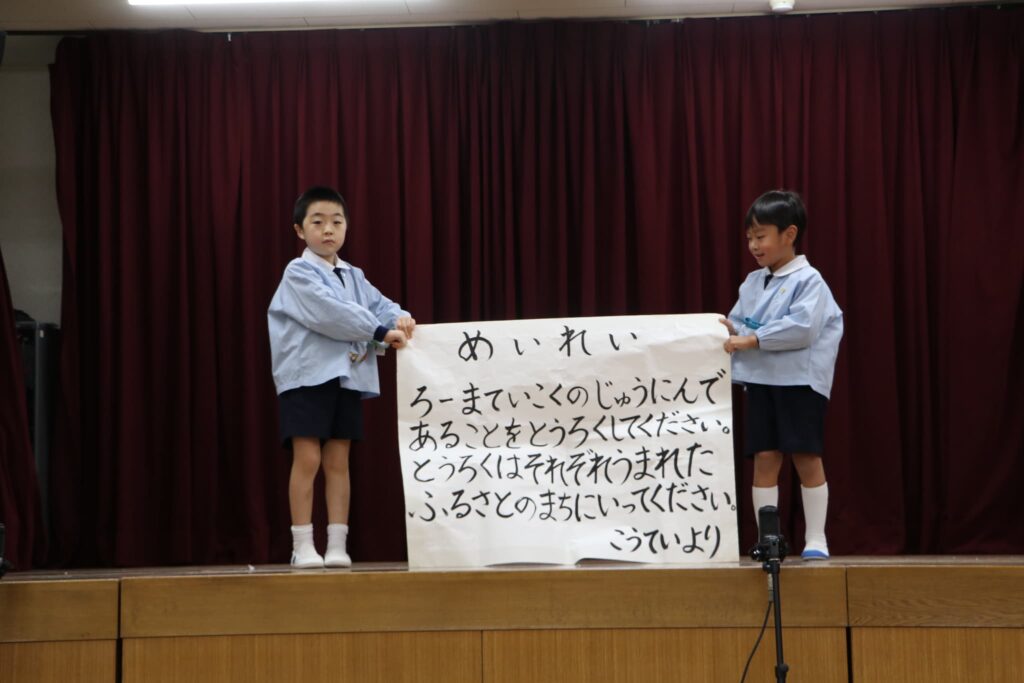 めいれい
ろーまていこくのじゅうにんで
あることをとうろくしてください。
とうろくはそれぞれうまれた
ふるさとのまちにいってください。
こうていより